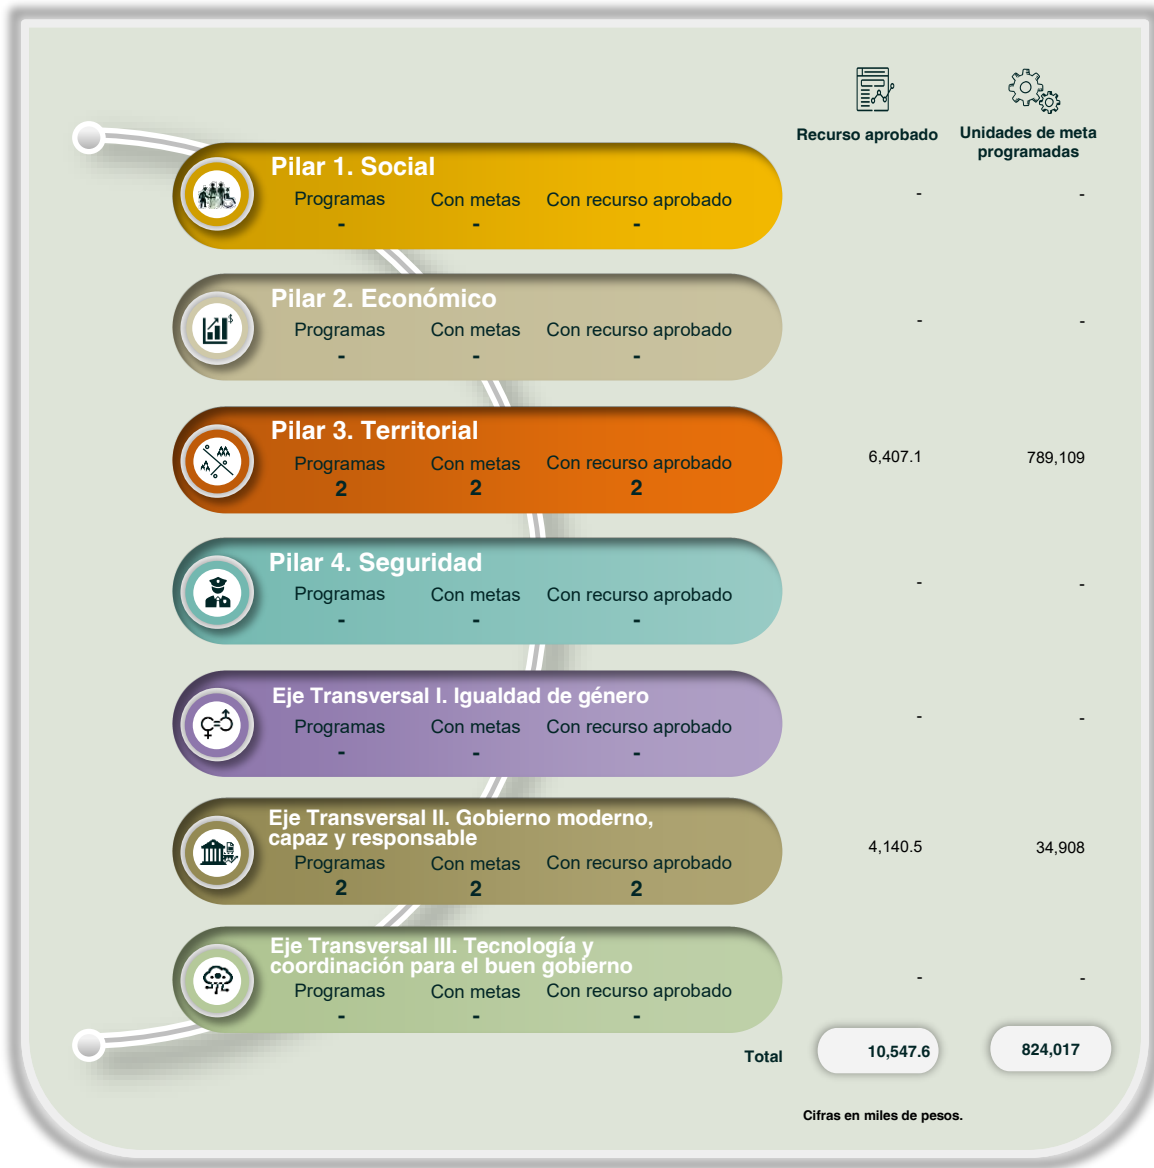 Recurso aprobado
Unidades de meta
programadas
Pilar 1. Social
Programas Con metas Con recurso aprobado
- - -
- -
Pilar 2. Económico
Programas Con metas Con recurso aprobado
- - -
- -
Pilar 3. Territorial
Programas Con metas Con recurso aprobado
2 2 2
6,407.1 789,109
Pilar 4. Seguridad
Programas Con metas Con recurso aprobado
- - -
- -
Eje Transversal I. Igualdad de género
Programas Con metas Con recurso aprobado
- - -
- -
Eje Transversal II. Gobierno moderno,
capaz y responsable
Programas Con metas Con recurso aprobado
2 2 2
4,140.5 34,908
Eje Transversal III. Tecnología y
coordinación para el buen gobierno
Programas Con metas Con recurso aprobado
- - -
- -
Total 10,547.6 824,017
Cifras en miles de pesos.